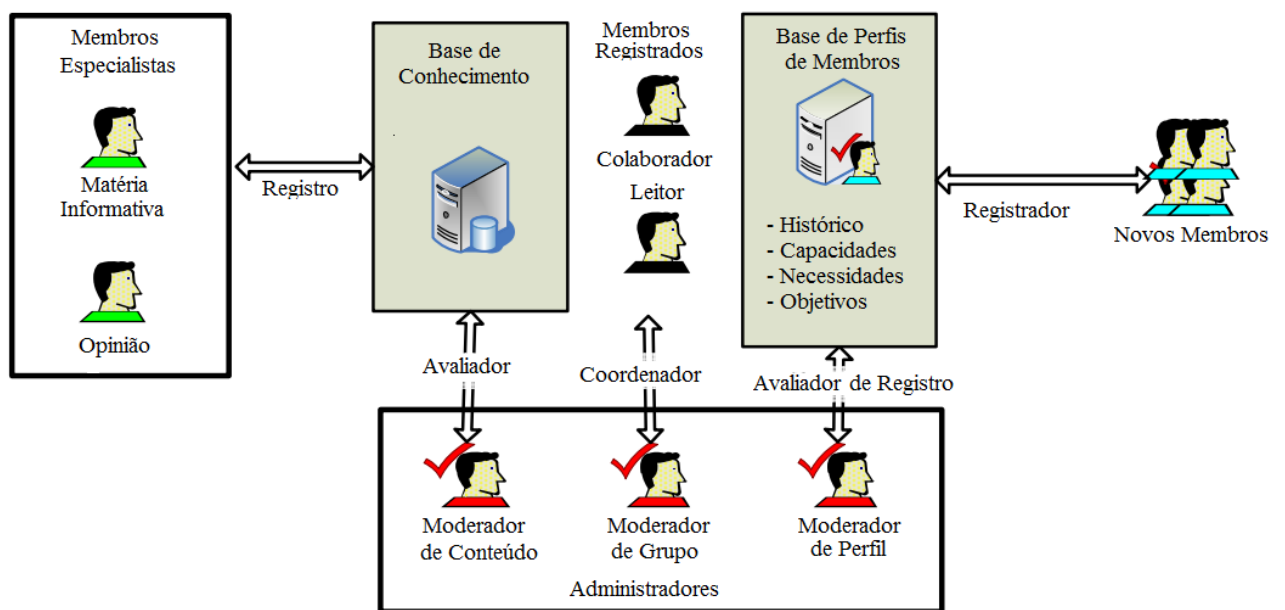 Membros
Especialistas
Matéria
Informativa
Opinião
Registro
Base de
Conhecimento
Membros
Registrados
Colaborador
Leitor
Base de Perfis
de Membros
- Histórico
- Capacidades
- Necessidades
- Objetivos
Registrador
Novos Membros
Avaliador
Coordenador
Avaliador de Registro
Moderador
de Conteúdo
Moderador
de Grupo
Moderador
de Perfil
Administradores